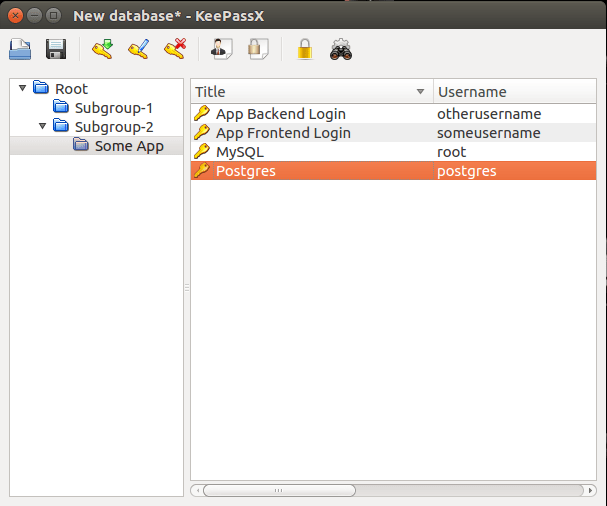 New database* - KeePassX
Root
Subgroup-1
Subgroup-2
Some App
Title Username
App Backend Login otherusername
App Frontend Login someusername
MySQL root
Postgres postgres